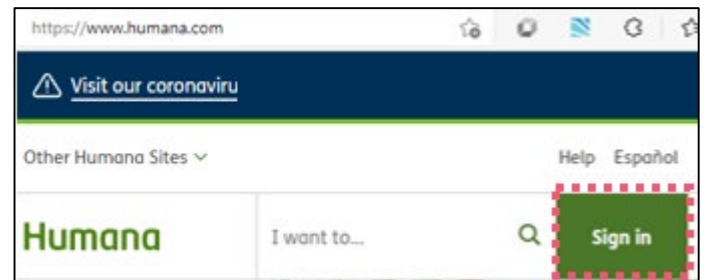 https://www.humana.com
Visit our coronaviru
Other Humana Sites
Help Español
Humana
I want to...
Sign in